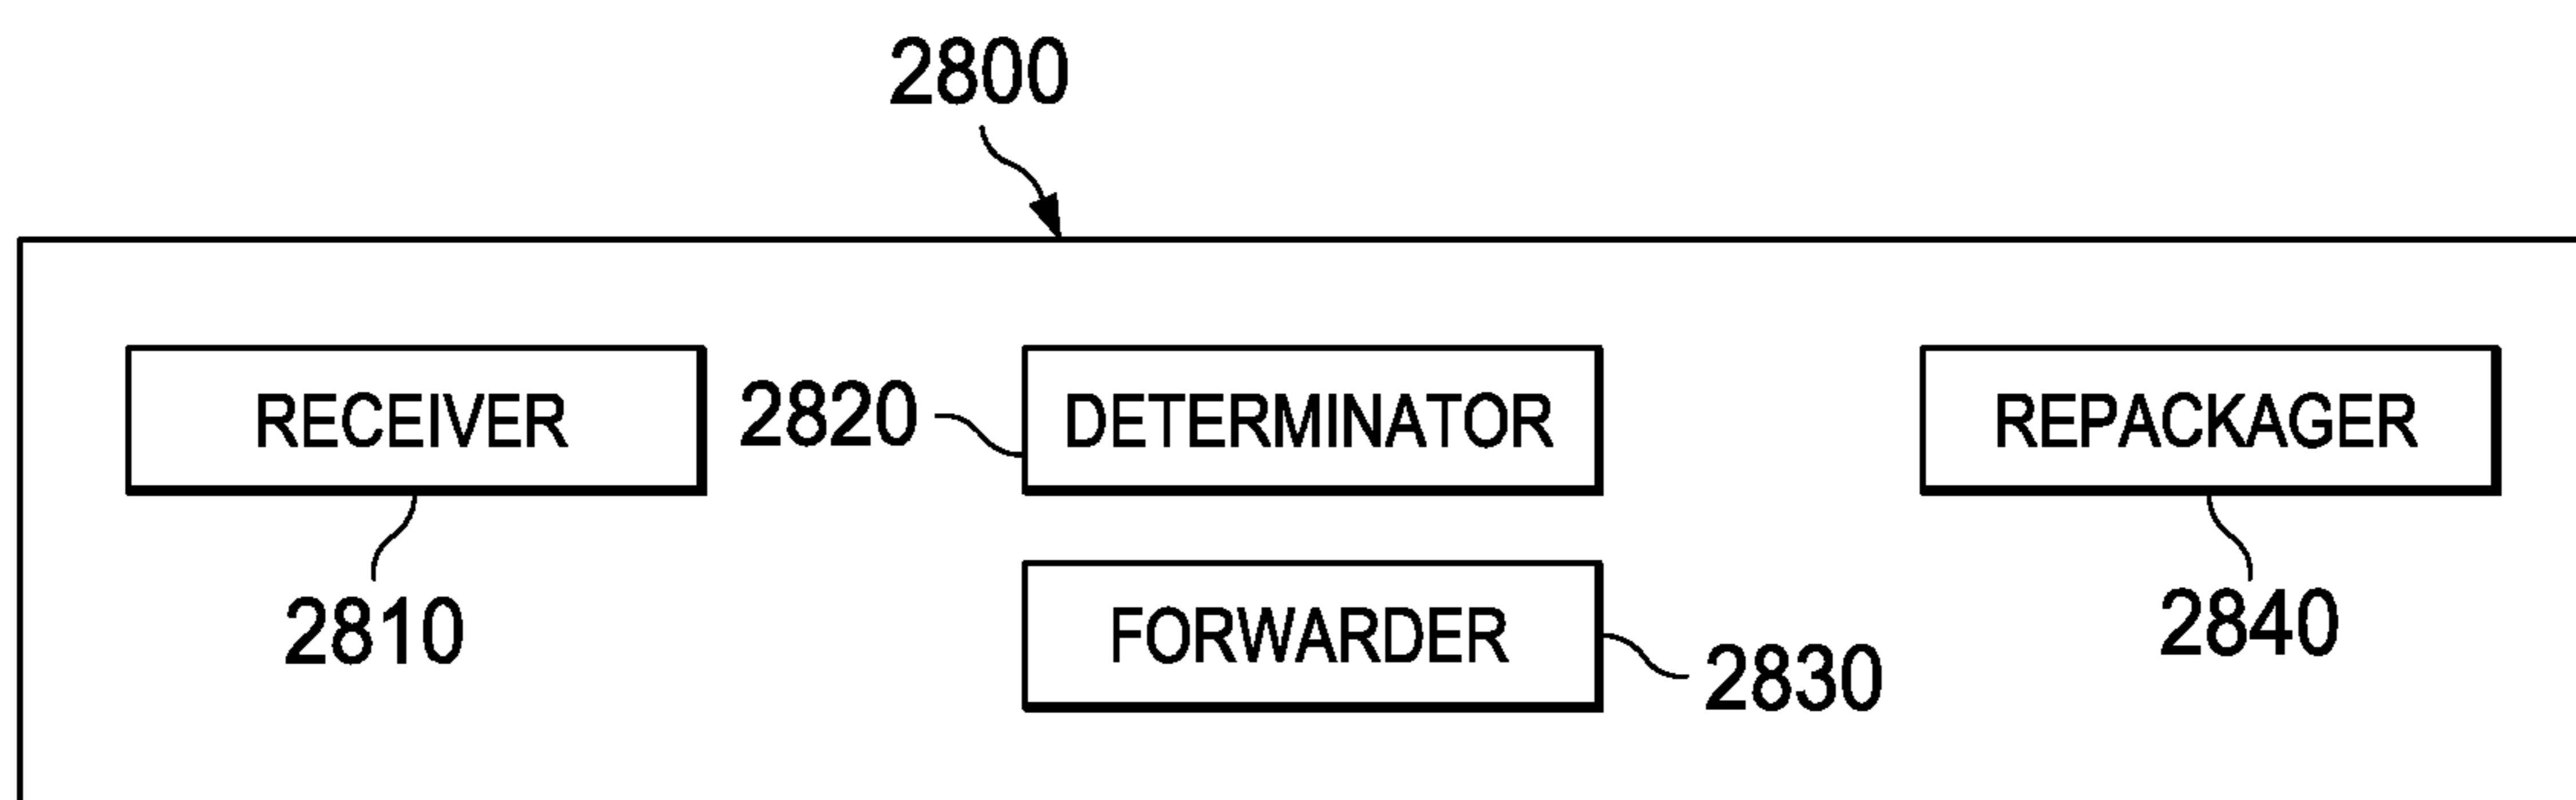 2800
RECEIVER
2820
DETERMINATOR
REPACKAGER
2810
FORWARDER
2830
2840